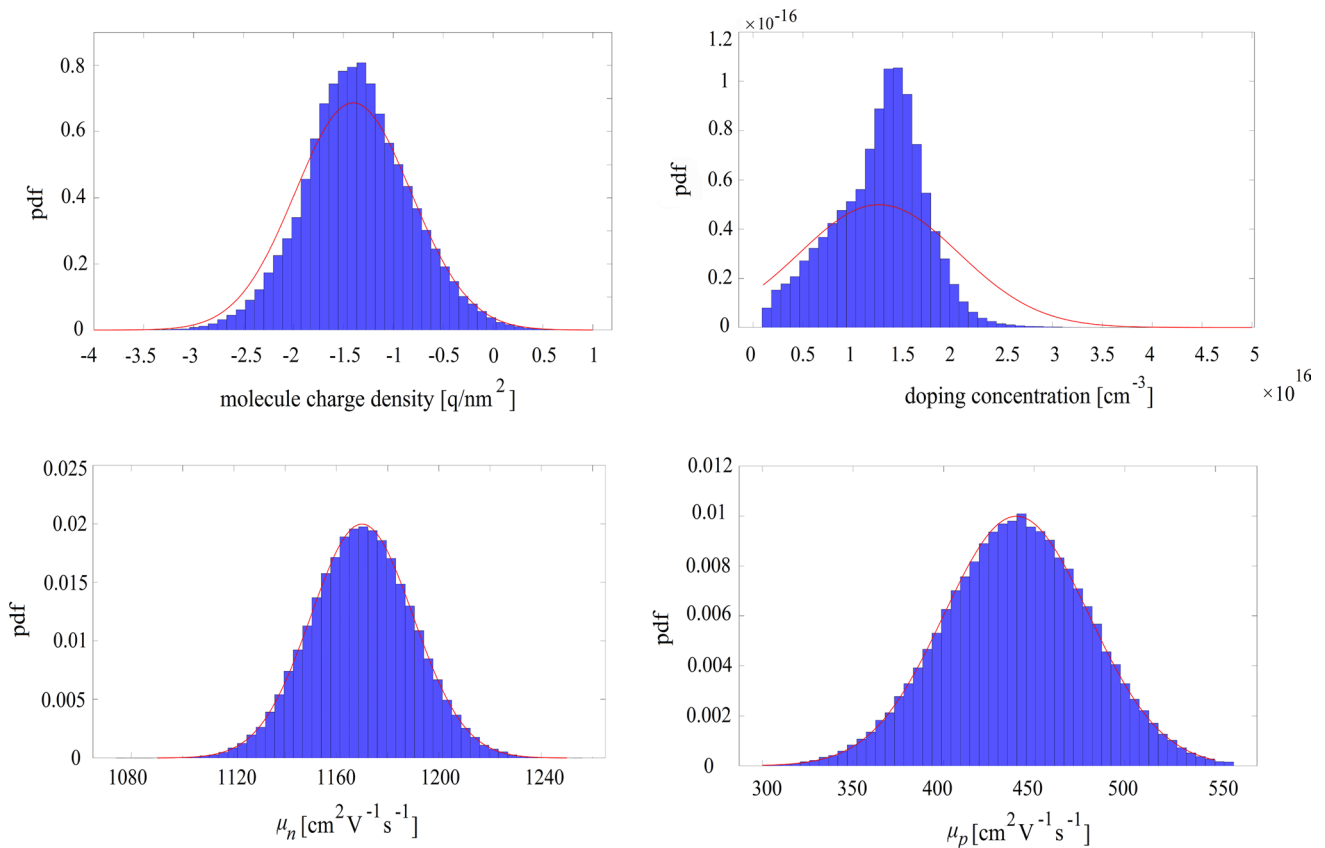 0.8
0.6
0.4
0.2
0
pdf
-4 -3.5 -3 -2.5 -2 -1.5 -1 -0.5 0 0.5 1
molecule charge density [q/nm²]
×10⁻¹⁶
1.2
1
0.8
0.6
0.4
0.2
0
pdf
0 0.5 1 1.5 2 2.5 3 3.5 4 4.5 5
×10¹⁶
doping concentration [cm⁻³]
0.025
0.02
0.015
0.01
0.005
0
pdf
1080 1120 1160 1200 1240
μₙ [cm² V⁻¹ s⁻¹]
0.012
0.01
0.008
0.006
0.004
0.002
0
pdf
300 350 400 450 500 550
μₚ [cm² V⁻¹ s⁻¹]